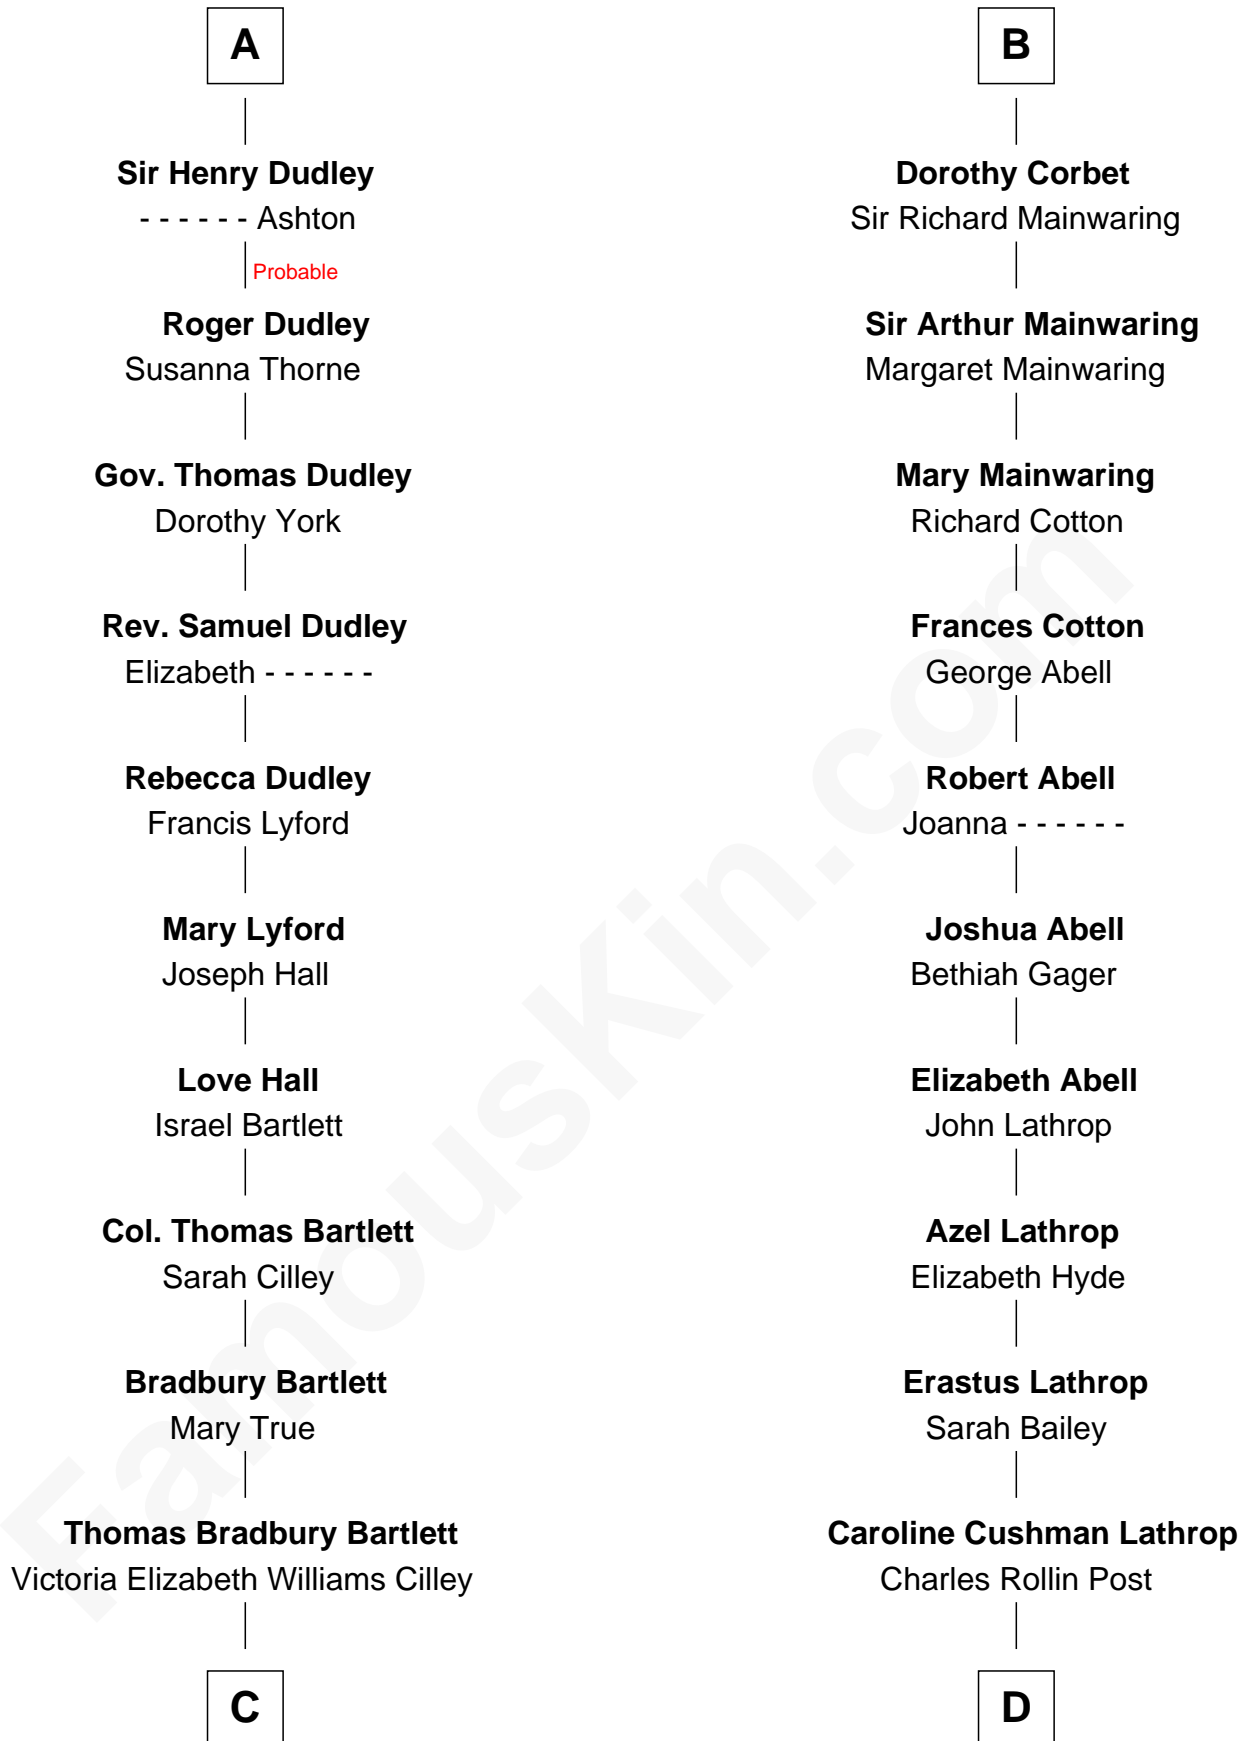 A
Sir Henry Dudley
- - - - - - Ashton
Probable
Roger Dudley
Susanna Thorne
Gov. Thomas Dudley
Dorothy York
Rev. Samuel Dudley
Elizabeth - - - - - -
Rebecca Dudley
Francis Lyford
Mary Lyford
Joseph Hall
Love Hall
Israel Bartlett
Col. Thomas Bartlett
Sarah Cilley
Bradbury Bartlett
Mary True
Thomas Bradbury Bartlett
Victoria Elizabeth Williams Cilley
C
B
Dorothy Corbet
Sir Richard Mainwaring
Sir Arthur Mainwaring
Margaret Mainwaring
Mary Mainwaring
Richard Cotton
Frances Cotton
George Abell
Robert Abell
Joanna - - - - - -
Joshua Abell
Bethiah Gager
Elizabeth Abell
John Lathrop
Azel Lathrop
Elizabeth Hyde
Erastus Lathrop
Sarah Bailey
Caroline Cushman Lathrop
Charles Rollin Post
D
FamousKin.com